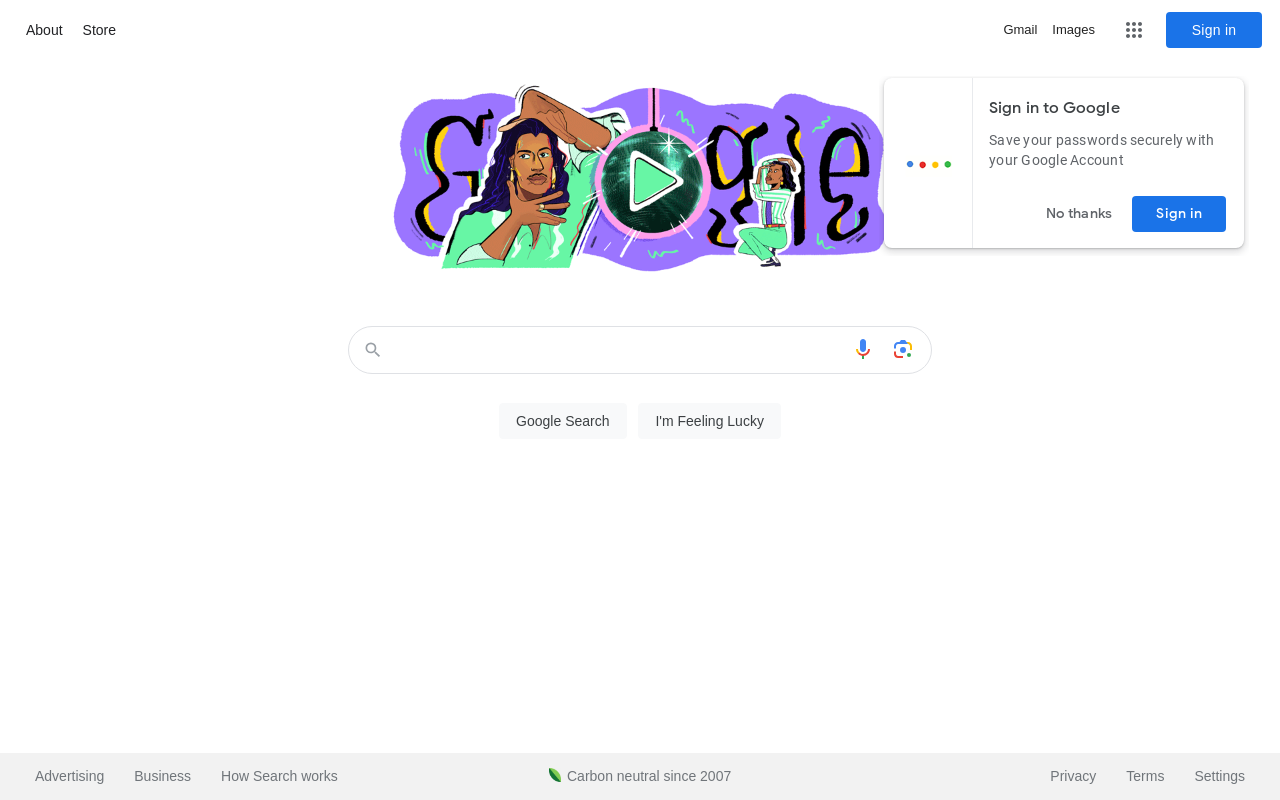 About Store
Gmail Images
Sign in
Google
Sign in to Google
Save your passwords securely with
your Google Account
No thanks Sign in
Google Search I'm Feeling Lucky
Advertising Business How Search works
Carbon neutral since 2007
Privacy Terms Settings